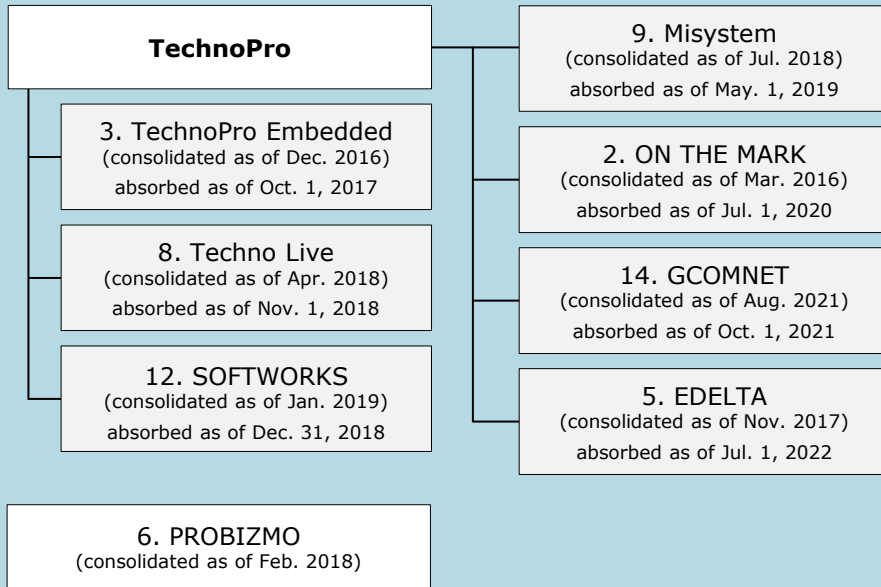 TechnoPro
3. TechnoPro Embedded
(consolidated as of Dec. 2016)
absorbed as of Oct. 1, 2017
8. Techno Live
(consolidated as of Apr. 2018)
absorbed as of Nov. 1, 2018
12. SOFTWORKS
(consolidated as of Jan. 2019)
absorbed as of Dec. 31, 2018
9. Misystem
(consolidated as of Jul. 2018)
absorbed as of May. 1, 2019
2. ON THE MARK
(consolidated as of Mar. 2016)
absorbed as of Jul. 1, 2020
14. GCOMNET
(consolidated as of Aug. 2021)
absorbed as of Oct. 1, 2021
5. EDELTA
(consolidated as of Nov. 2017)
absorbed as of Jul. 1, 2022
6. PROBIZMO
(consolidated as of Feb. 2018)